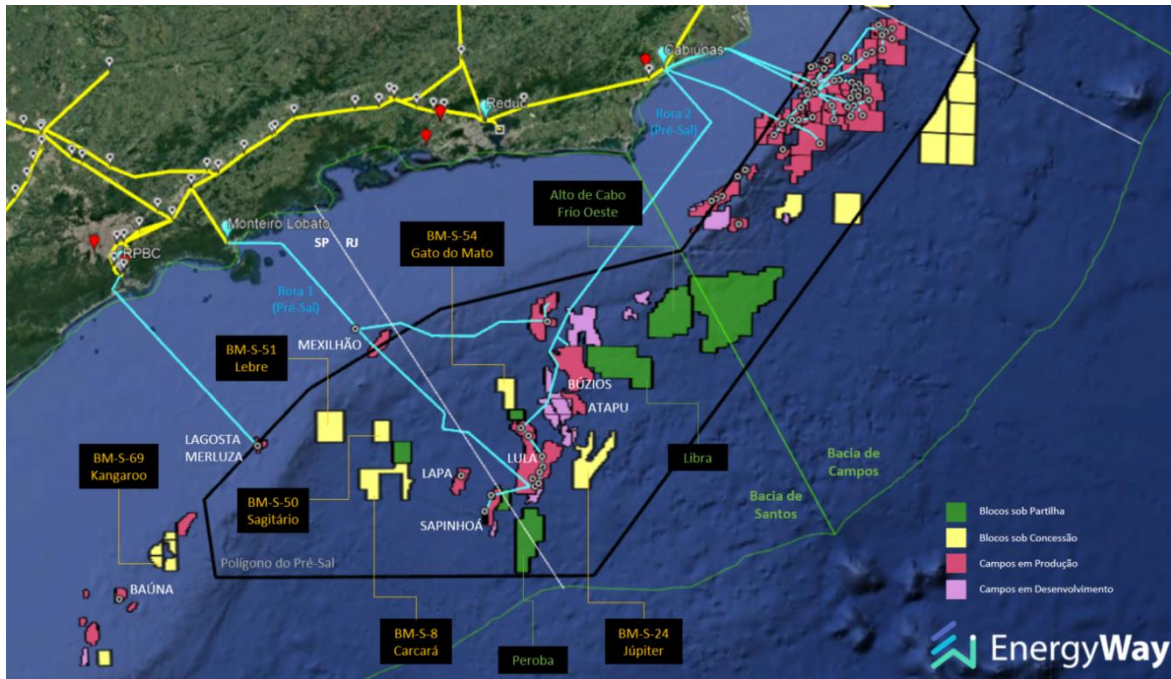 Cabiúnas
Reduc
Rota 2
(Pré-Sal)
Alto de Cabo
Frio Oeste
Monteiro Lobato
SP
RJ
BM-S-54
Gato do Mato
RPBC
Rota 1
(Pré-Sal)
MEXILHÃO
BM-S-51
Lebre
BÚZIOS
ATAPU
LAGOSTA
MERLUZA
BM-S-69
Kangaroo
LULA
Libra
Bacia de
Campos
LAPA
BM-S-50
Sagitário
Bacia de
Santos
SAPINHOÁ
Polígono do Pré-Sal
BAÚNA
BM-S-8
Carcará
Peroba
BM-S-24
Júpiter
Blocos sob Partilha
Blocos sob Concessão
Campos em Produção
Campos em Desenvolvimento
EnergyWay